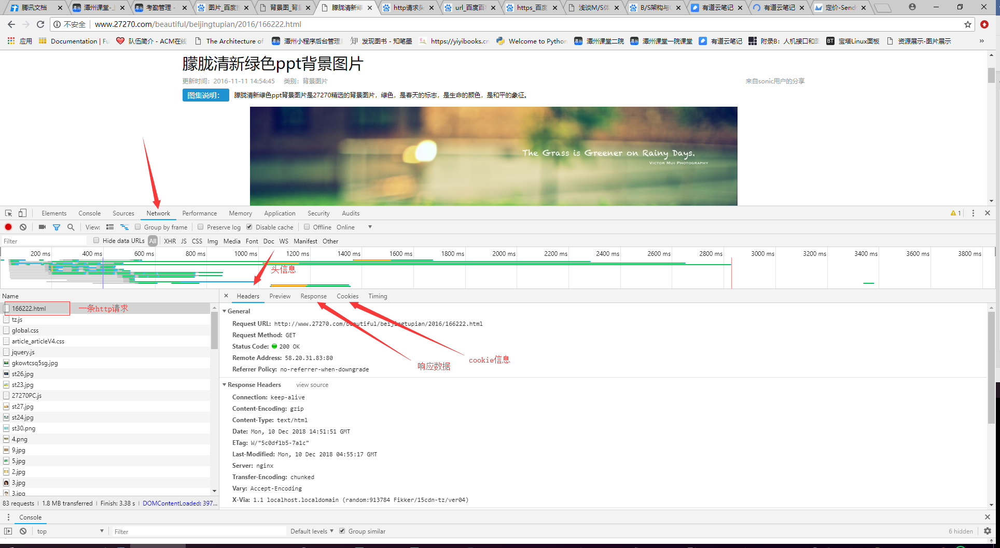 腾讯文档
潭州课堂-
考勤管理 -
图片_百度
背景图_背
朦胧清新绿
http请求头
url_百度百
https_百度
浅谈M/S体
B/S架构与
有道云笔记
有道云笔记
定价-Send
不安全 www.27270.com/beautiful/beijingtupian/2016/166222.html
应用 Documentation | Fu 队伍简介 - ACM在线 The Architecture of 潭州小程序后台管理 发现图书 - 知笔墨 https://yiyibooks.cn Welcome to Python 潭州课堂二院 潭州课堂一院课堂 有道云笔记 附录B：人机接口和 BT 宝塔Linux面板 资源展示-图片展示 »
朦胧清新绿色ppt背景图片
更新时间：2016-11-11 14:54:45 类别：背景图片 来自sonic用户的分享
图集说明： 朦胧清新绿色ppt背景图片是27270精选的背景图片，绿色，是春天的标志，是生命的颜色，是和平的象征。
The Grass is Greener on Rainy Days.
Victor Mui Photography
Elements Console Sources Network Performance Memory Application Security Audits 1
View: Group by frame Preserve log Disable cache Offline Online
Filter Hide data URLs All XHR JS CSS Img Media Font Doc WS Manifest Other
200 ms 400 ms 600 ms 800 ms 1000 ms 1200 ms 1400 ms 1600 ms 1800 ms 2000 ms 2200 ms 2400 ms 2600 ms 2800 ms 3000 ms 3200 ms 3400 ms 3600 ms 3800 ms
头信息
Name
166222.html 一条http请求
tz.js
global.css
article_articleV4.css
jquery.js
gkowtcsq5sg.jpg
st26.jpg
st23.jpg
27270PC.js
st27.jpg
st24.jpg
st30.png
4.png
9.jpg
5.jpg
2.jpg
3.jpg
3.jpg
83 requests | 1.8 MB transferred | Finish: 3.38 s | DOMContentLoaded: 397...
Headers Preview Response Cookies Timing
General
Request URL: http://www.27270.com/beautiful/beijingtupian/2016/166222.html
Request Method: GET
Status Code: 200 OK
Remote Address: 58.20.31.83:80
Referrer Policy: no-referrer-when-downgrade
cookie信息
响应数据
Response Headers view source
Connection: keep-alive
Content-Encoding: gzip
Content-Type: text/html
Date: Mon, 10 Dec 2018 14:51:51 GMT
ETag: W/"5c0df1b5-7a1c"
Last-Modified: Mon, 10 Dec 2018 04:55:17 GMT
Server: nginx
Transfer-Encoding: chunked
Vary: Accept-Encoding
X-Via: 1.1 localhost.localdomain (random:913784 Fikker/15cdn-tz/ver04)
Console
top Filter Default levels Group similar 6 hidden